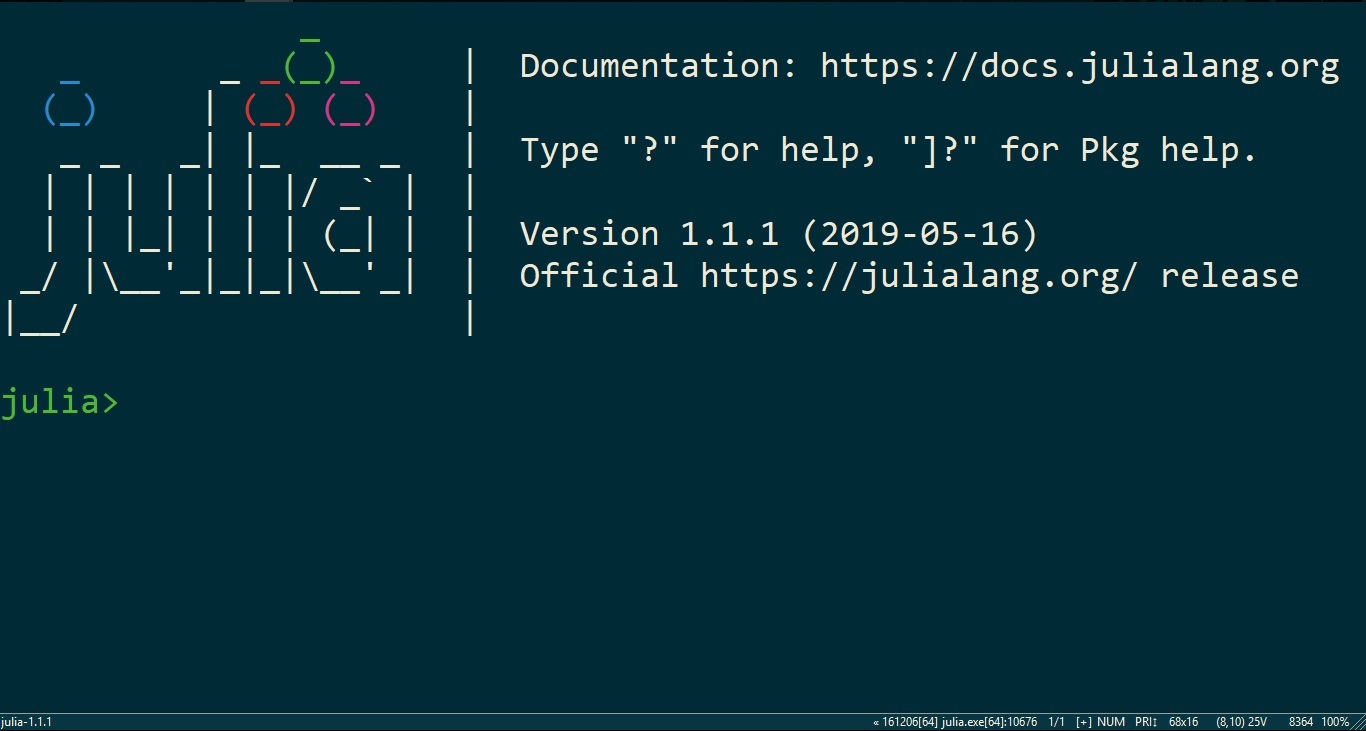 _
   _       _ _(_)_     |  Documentation: https://docs.julialang.org
  (_)     | (_) (_)    |
   _ _   _| |_  __ _   |  Type "?" for help, "]?" for Pkg help.
  | | | | | | |/ _` |  |
  | | |_| | | | (_| |  |  Version 1.1.1 (2019-05-16)
 _/ |\__'_|_|_|\__'_|  |  Official https://julialang.org/ release
|__/                   |
julia>
julia-1.1.1 « 161206[64] julia.exe[64]:10676 1/1 [+] NUM PRI↕ 68x16 (8,10) 25V 8364 100%